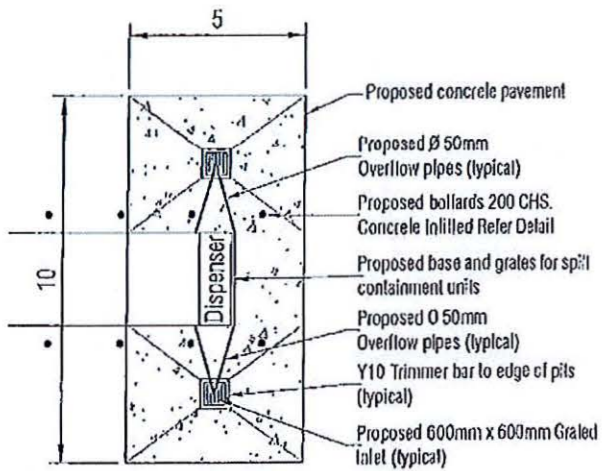 5
Proposed concrete pavement
Proposed Ø 50mm
Overflow pipes (typical)
Proposed bollards 200 CHS.
Concrete Infilled Refer Detail
10
Dispenser
Proposed base and grates for spill
containment units
Proposed O 50mm
Overflow pipes (typical)
Y10 Trimmer bar to edge of pits
(typical)
Proposed 600mm x 600mm Grated
Inlet (typical)